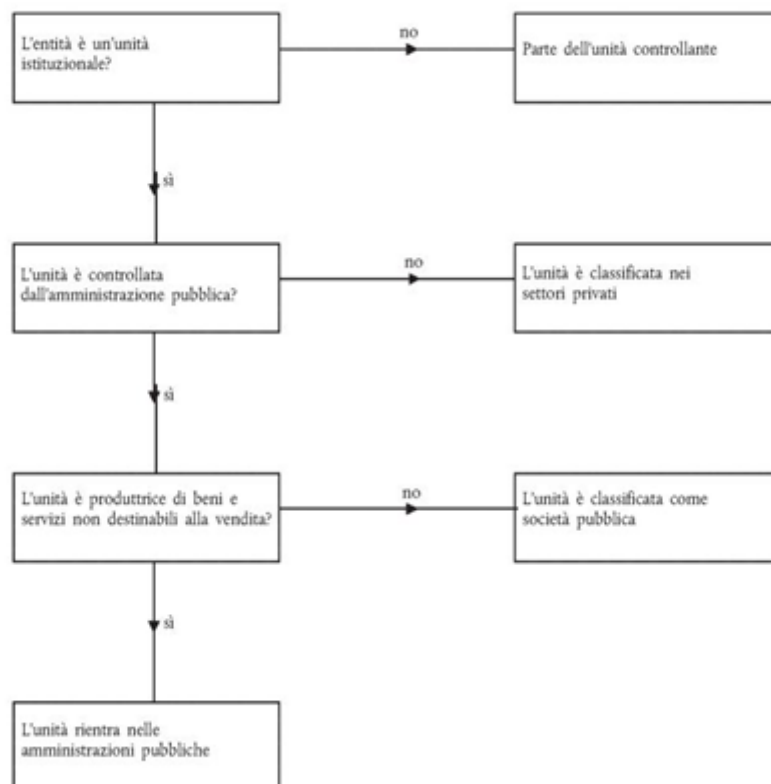 L'entità è un'unità
istituzionale?
no
Parte dell'unità controllante
sì
L'unità è controllata
dall'amministrazione pubblica?
no
L'unità è classificata nei
settori privati
sì
L'unità è produttrice di beni e
servizi non destinabili alla vendita?
no
L'unità è classificata come
società pubblica
sì
L'unità rientra nelle
amministrazioni pubbliche